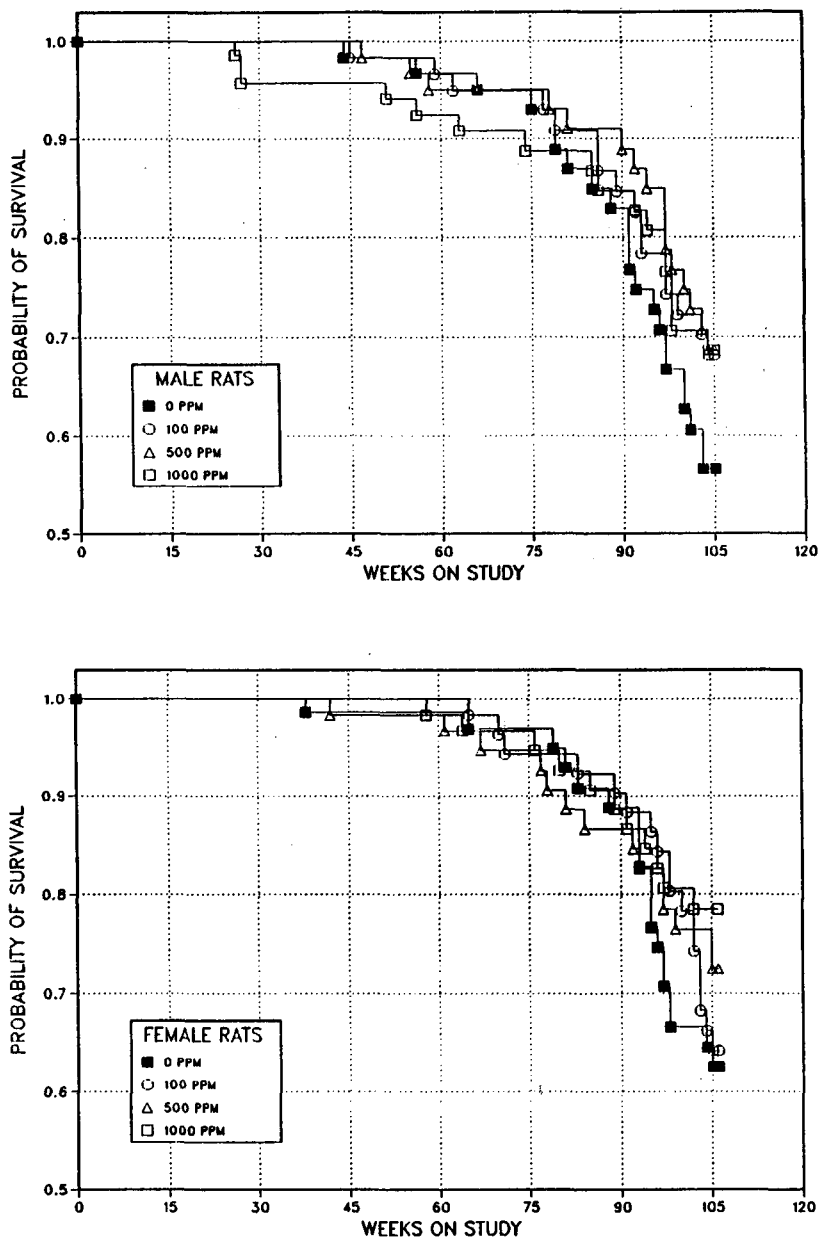 PROBABILITY OF SURVIVAL
1.0
0.9
0.8
0.7
0.6
0.5
MALE RATS
0 PPM
100 PPM
500 PPM
1000 PPM
0 15 30 45 60 75 90 105 120
WEEKS ON STUDY
PROBABILITY OF SURVIVAL
1.0
0.9
0.8
0.7
0.6
0.5
FEMALE RATS
0 PPM
100 PPM
500 PPM
1000 PPM
0 15 30 45 60 75 90 105 120
WEEKS ON STUDY